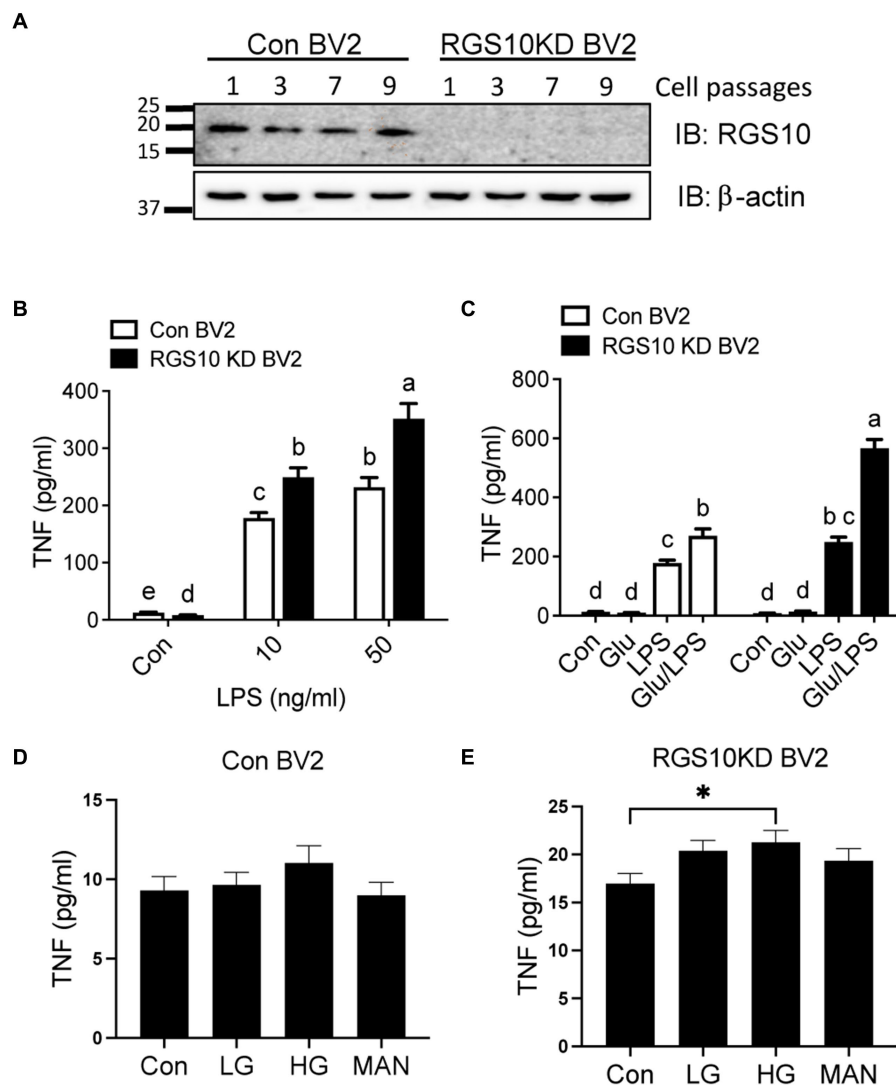 A
Con BV2 RGS10KD BV2
1 3 7 9 1 3 7 9 Cell passages
25
20
15
IB: RGS10
37
IB: β-actin
B
Con BV2
RGS10 KD BV2
TNF (pg/ml)
400
300
200
100
0
e d c b b a
Con 10 50
LPS (ng/ml)
C
Con BV2
RGS10 KD BV2
TNF (pg/ml)
800
600
400
200
0
d d c b d d b c a
Con Glu LPS Glu/LPS Con Glu LPS Glu/LPS
D
Con BV2
TNF (pg/ml)
15
10
5
0
Con LG HG MAN
E
RGS10KD BV2
*
TNF (pg/ml)
25
20
15
10
5
0
Con LG HG MAN